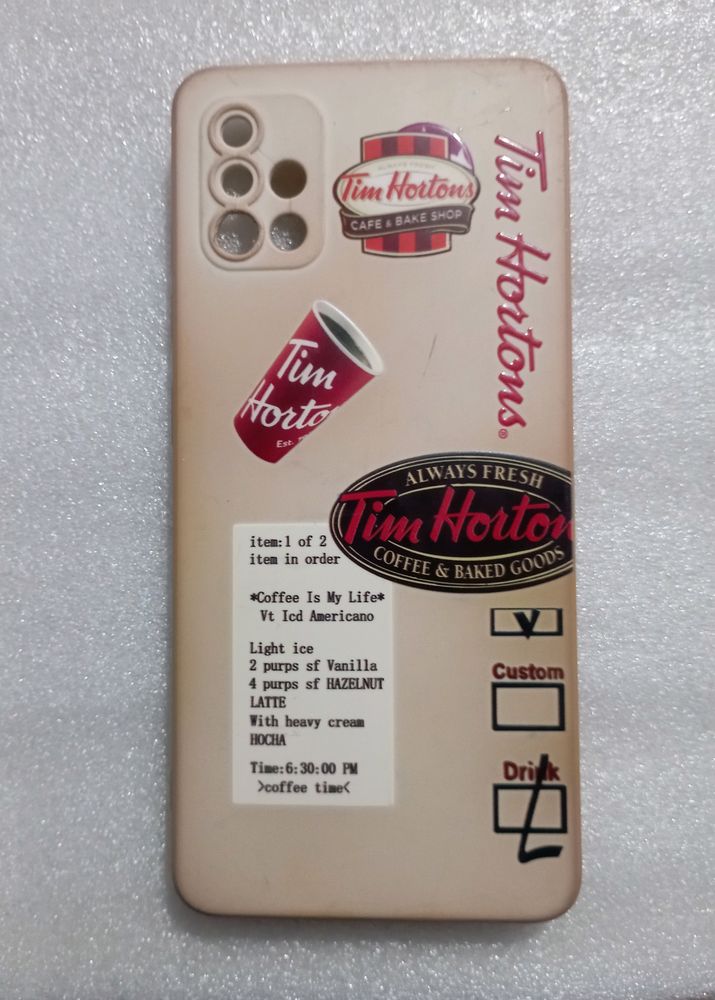 ALWAYS FRESH
Tim Hortons
CAFE & BAKE SHOP
Tim Hortons®
Tim
Horto
Est.
ALWAYS FRESH
Tim Horton
COFFEE & BAKED GOODS
item:1 of 2
item in order
*Coffee Is My Life*
Vt Icd Americano
Light ice
2 purps sf Vanilla
4 purps sf HAZELNUT
LATTE
With heavy cream
HOCHA
Time:6:30:00 PM
>coffee time<
Custom
Drink